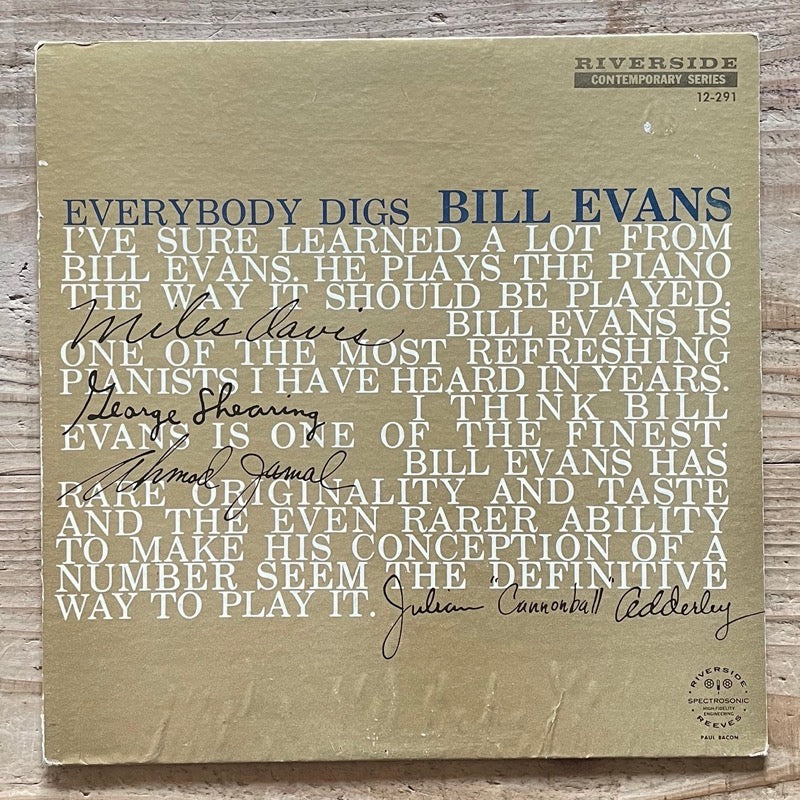 RIVERSIDE
CONTEMPORARY SERIES
12-291
EVERYBODY DIGS BILL EVANS
I'VE SURE LEARNED A LOT FROM
BILL EVANS. HE PLAYS THE PIANO
THE WAY IT SHOULD BE PLAYED.
Miles Davis BILL EVANS IS
ONE OF THE MOST REFRESHING
PIANISTS I HAVE HEARD IN YEARS.
George Shearing I THINK BILL
EVANS IS ONE OF THE FINEST.
Ahmad Jamal BILL EVANS HAS
RARE ORIGINALITY AND TASTE
AND THE EVEN RARER ABILITY
TO MAKE HIS CONCEPTION OF A
NUMBER SEEM THE DEFINITIVE
WAY TO PLAY IT. Julian "Cannonball" Adderley
RIVERSIDE
SPECTROSONIC
HIGH FIDELITY
ENGINEERING
REEVES
PAUL BACON